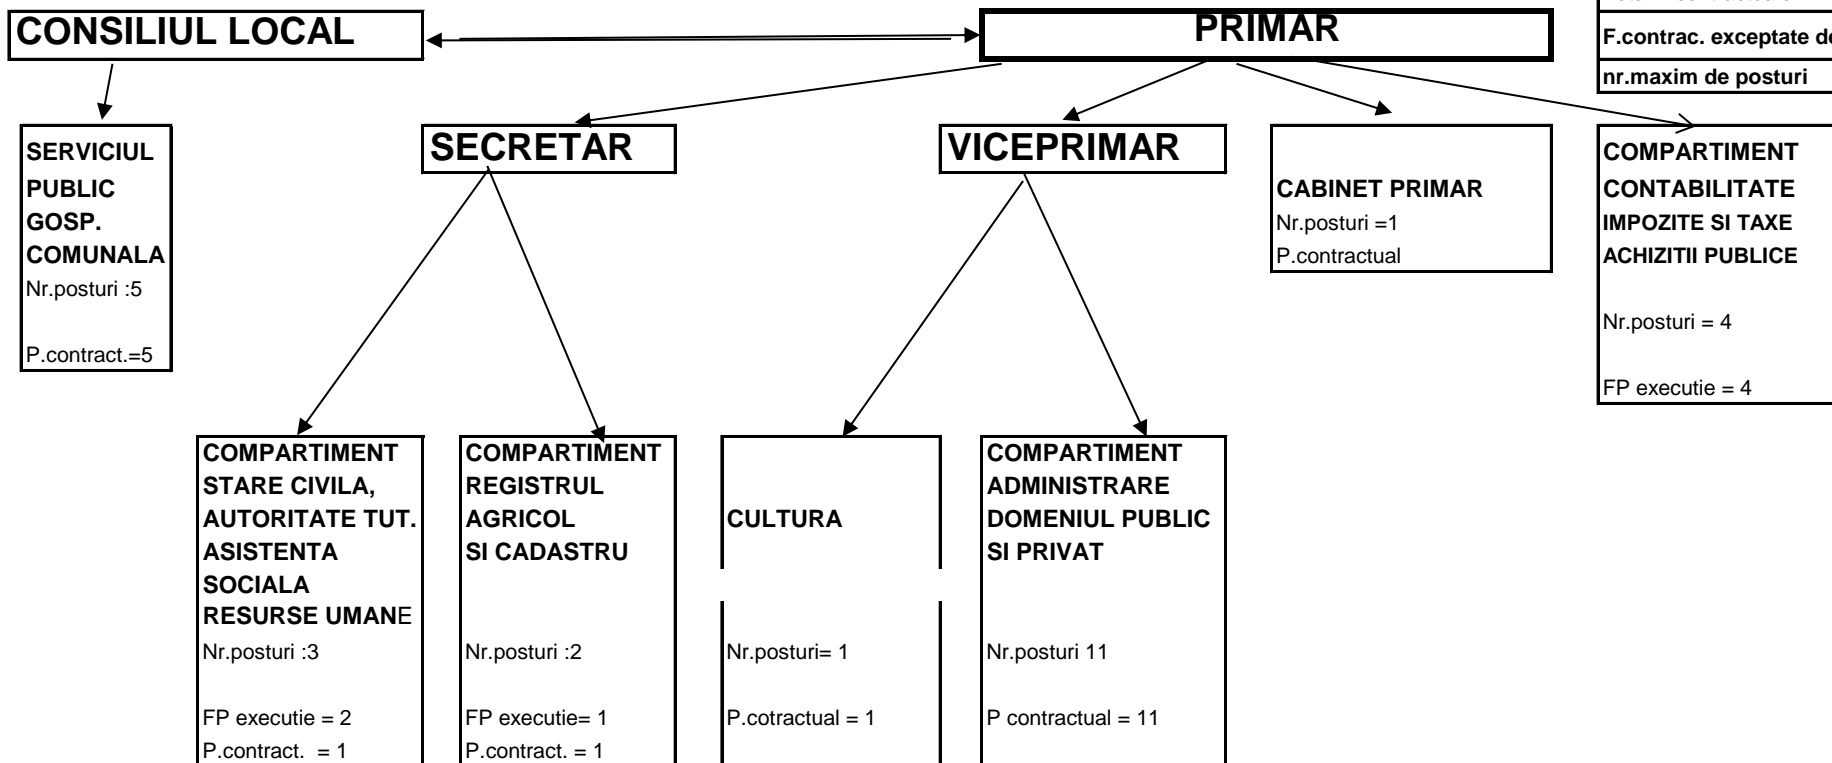 CONSILIUL LOCAL
PRIMAR
F.contrac. exceptate
nr.maxim de posturi
SERVICIUL
PUBLIC
GOSP.
COMUNALA
Nr.posturi :5
P.contract.=5
SECRETAR
VICEPRIMAR
CABINET PRIMAR
Nr.posturi =1
P.contractual
COMPARTIMENT
CONTABILITATE
IMPOZITE SI TAXE
ACHIZITII PUBLICE
Nr.posturi = 4
FP executie = 4
COMPARTIMENT
STARE CIVILA,
AUTORITATE TUT.
ASISTENTA
SOCIALA
RESURSE UMANE
Nr.posturi :3
FP executie = 2
P.contract. = 1
COMPARTIMENT
REGISTRUL
AGRICOL
SI CADASTRU
Nr.posturi :2
FP executie= 1
P.contract. = 1
CULTURA
Nr.posturi= 1
P.cotractual = 1
COMPARTIMENT
ADMINISTRARE
DOMENIUL PUBLIC
SI PRIVAT
Nr.posturi 11
P contractual = 11